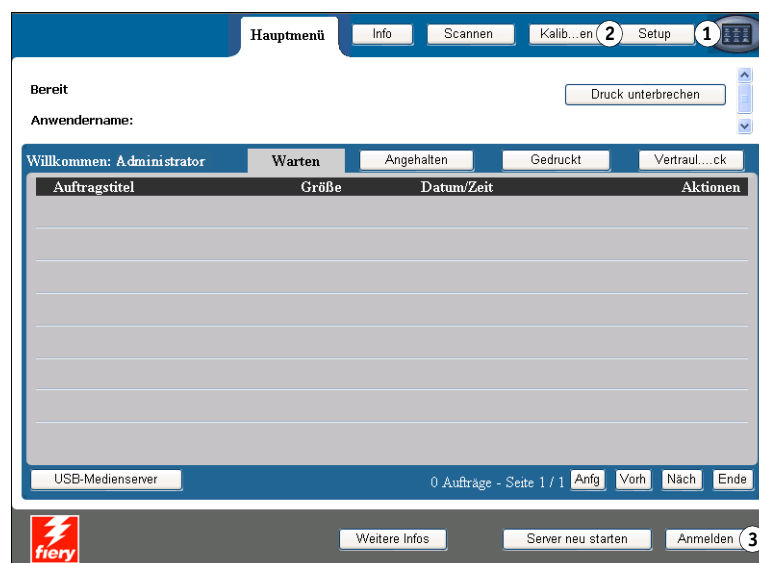 Hauptmenü Info Scannen Kalib...en 2 Setup 1
Bereit
Druck unterbrechen
Anwendername:
Willkommen: Administrator Warten Angehalten Gedruckt Vertraul....ck
Auftragstitel Größe Datum/Zeit Aktionen
USB-Medienserver 0 Aufträge - Seite 1 / 1 Anfg Vorh Näch Ende
fiery Weitere Infos Server neu starten Anmelden 3